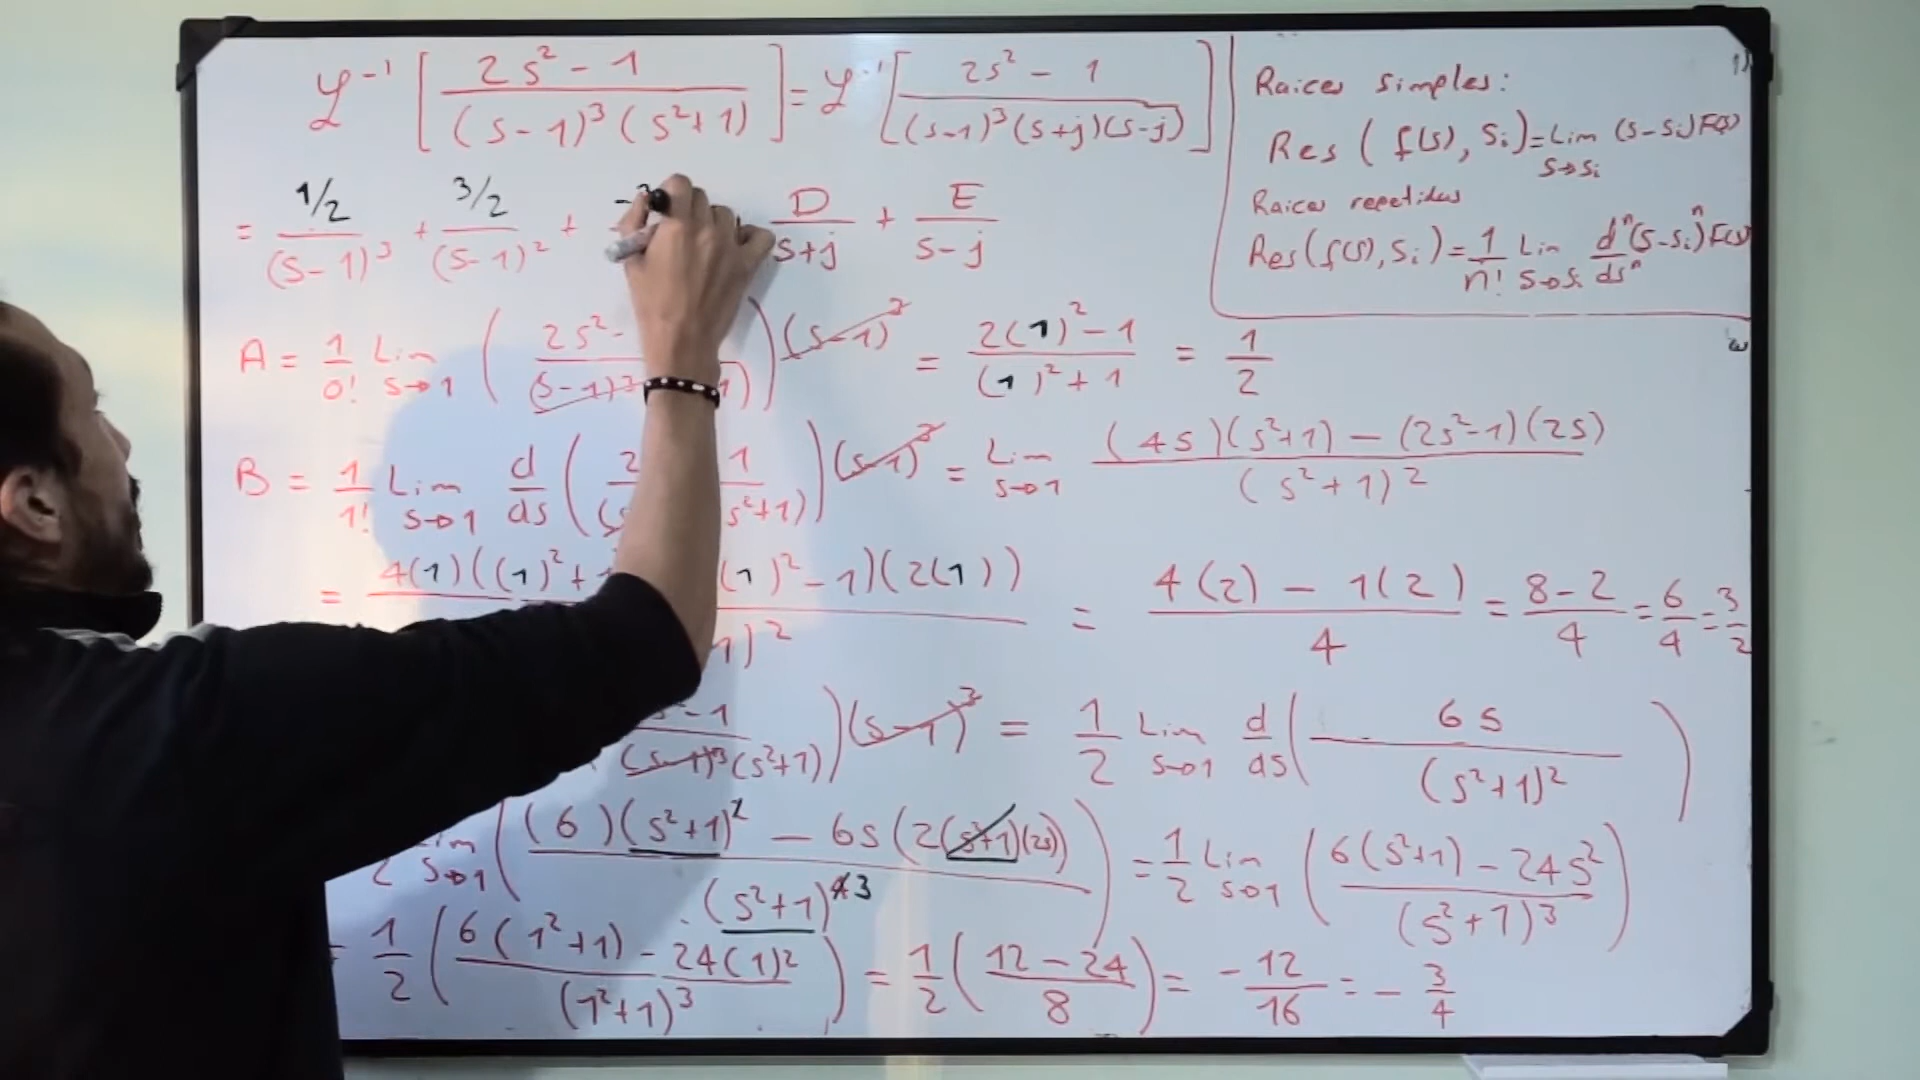 ℒ⁻¹ [ (2s² - 1) / ((s-1)³ (s²+1)) ] = ℒ⁻¹ [ (2s² - 1) / ((s-1)³(s+j)(s-j)) ]
= (1/2) / (s-1)³ + (3/2) / (s-1)² + - D / (s+j) + E / (s-j)
A = 1/0! Lim s→1 ( 2s² - / (s-1)³ 1) ) (s-1)³ = (2(1)² - 1) / ((1)² + 1) = 1/2
B = 1/1! Lim s→1 d/ds ( 2 1 / ( s²+1) ) (s-1)³ = Lim s→1 ( (4s)(s²+1) - (2s²-1)(2s) ) / (s²+1)²
= 4(1)((1)²+1 (1)²-1)(2(1)) / 1)² = (4(2) - 1(2)) / 4 = (8-2)/4 = 6/4 = 3/2
s²-1 / (s-1)³(s²+1) ) (s-1)³ = 1/2 Lim s→1 d/ds ( 6s / (s²+1)² )
2 s→1 ( ( (6)(s²+1)² - 6s(2(s²+1)(2s)) ) / (s²+1)⁴ 3 ) = 1/2 Lim s→1 ( (6(s²+1) - 24s²) / (s²+1)³ )
1/2 ( (6(1²+1) - 24(1)²) / (1²+1)³ ) = 1/2 ( (12-24) / 8 ) = -12/16 = - 3/4
Raices simples:
Res ( f(s), Si ) = Lim s→si (s-si)F(s)
Raices repetidas
Res(f(s), Si) = 1/n! Lim s→si dⁿ/dsⁿ (s-si)ⁿ F(s)